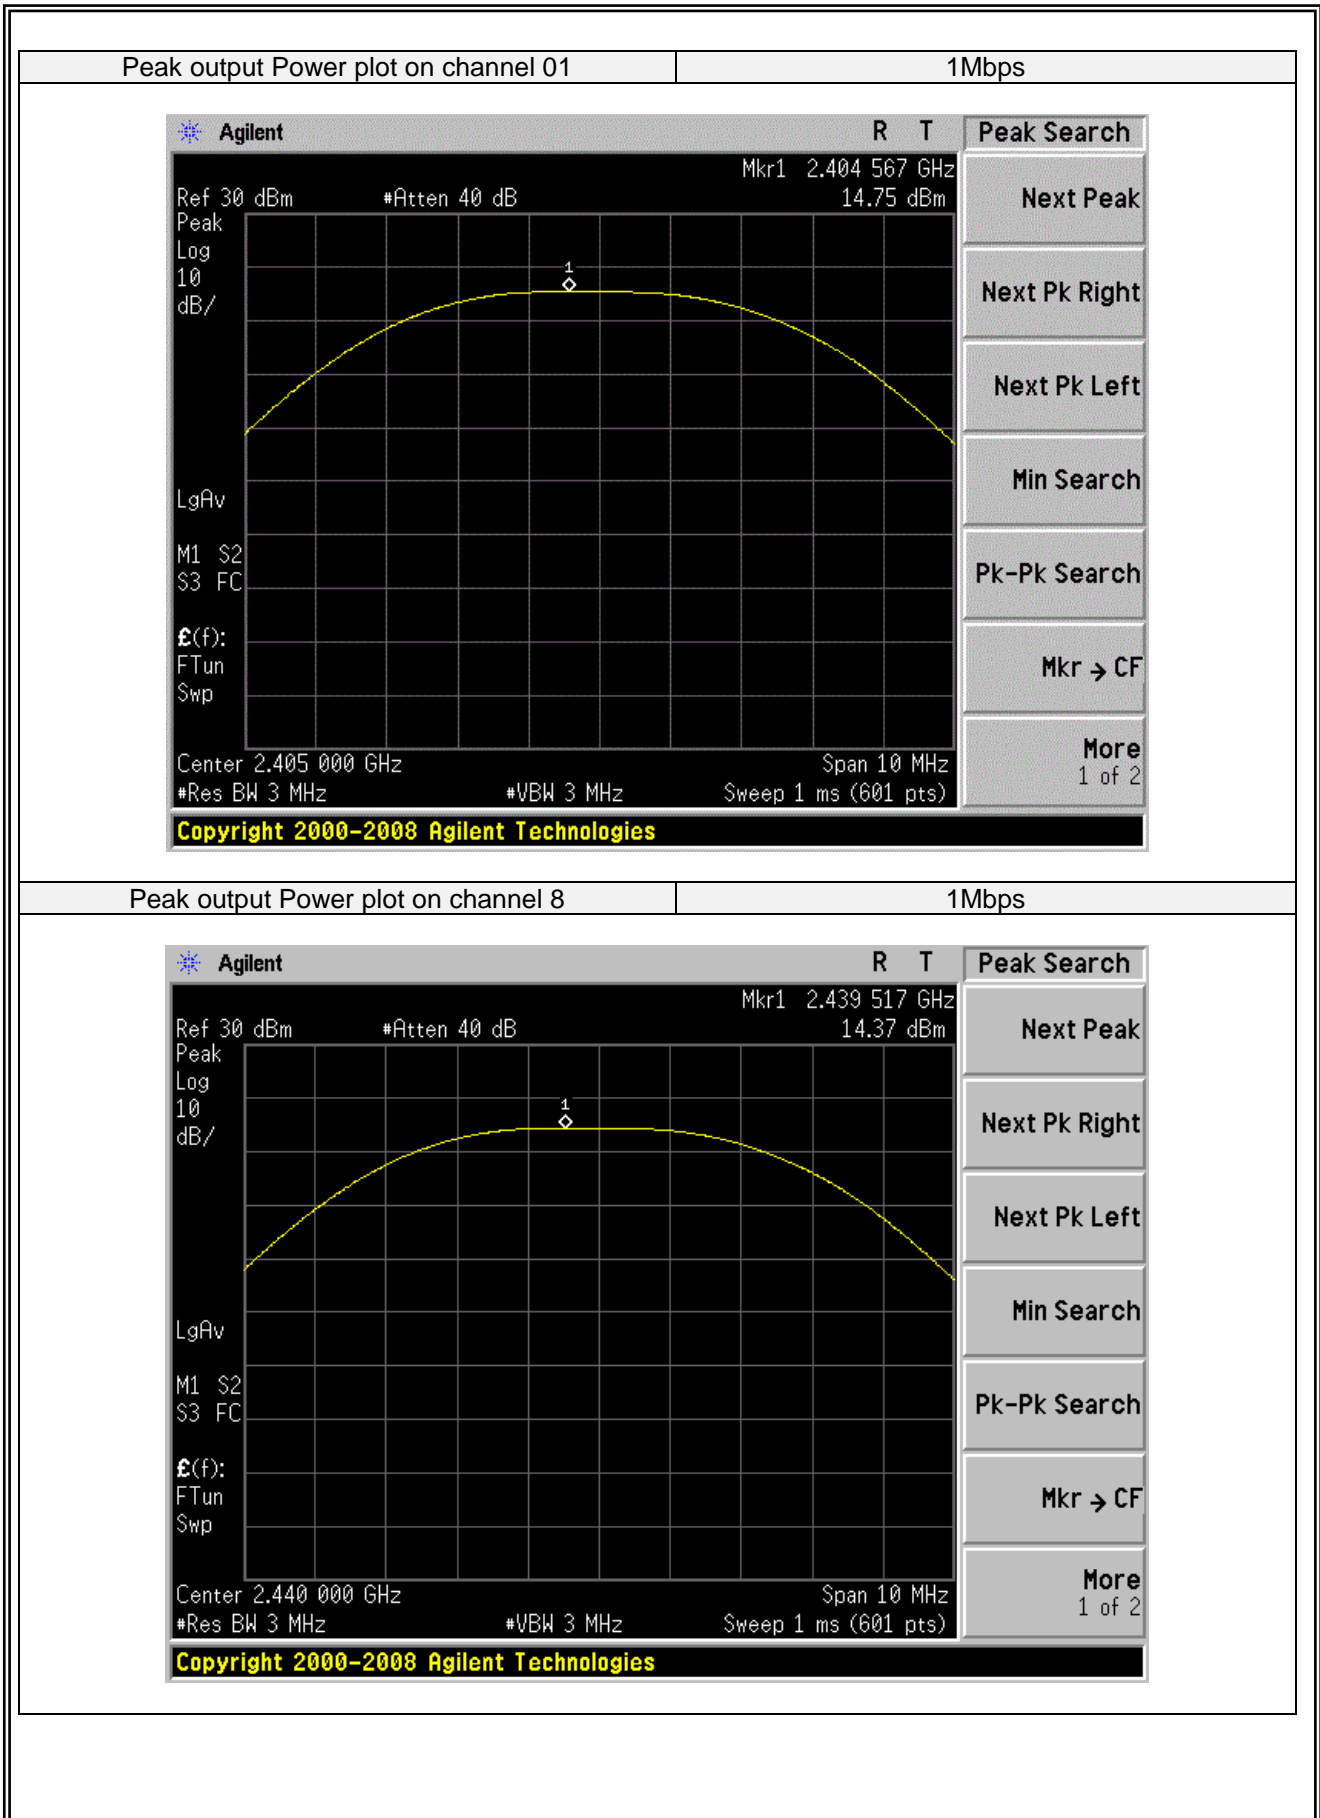 Peak output Power plot on channel 01 1Mbps
Agilent R T Peak Search
Mkr1 2.404 567 GHz
Ref 30 dBm #Atten 40 dB 14.75 dBm Next Peak
Peak
Log
1
10
dB/
Next Pk Right
Next Pk Left
Min Search
LgAv
M1 S2
S3 FC
Pk-Pk Search
£(f):
FTun
Swp
Mkr → CF
Center 2.405 000 GHz Span 10 MHz
#Res BW 3 MHz #VBW 3 MHz Sweep 1 ms (601 pts)
More
1 of 2
Copyright 2000-2008 Agilent Technologies
Peak output Power plot on channel 8 1Mbps
Agilent R T Peak Search
Mkr1 2.439 517 GHz
Ref 30 dBm #Atten 40 dB 14.37 dBm Next Peak
Peak
Log
1
10
dB/
Next Pk Right
Next Pk Left
Min Search
LgAv
M1 S2
S3 FC
Pk-Pk Search
£(f):
FTun
Swp
Mkr → CF
Center 2.440 000 GHz Span 10 MHz
#Res BW 3 MHz #VBW 3 MHz Sweep 1 ms (601 pts)
More
1 of 2
Copyright 2000-2008 Agilent Technologies